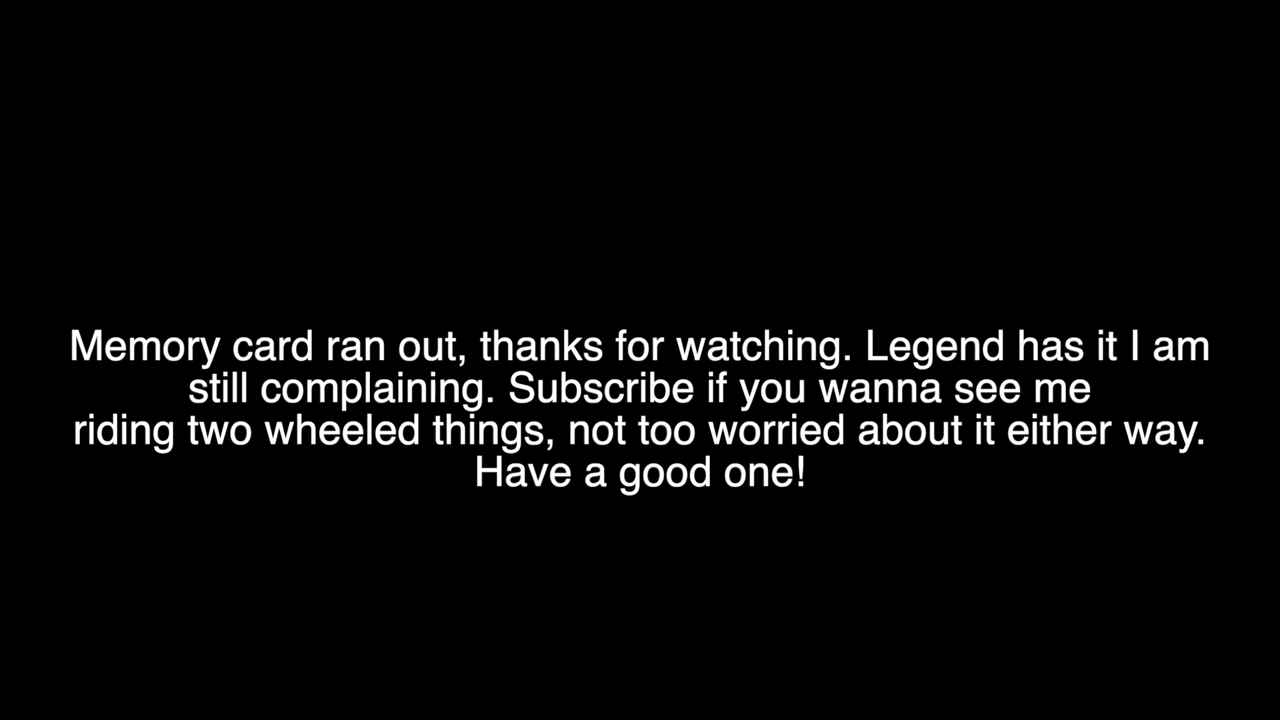 Memory card ran out, thanks for watching. Legend has it I am
still complaining. Subscribe if you wanna see me
riding two wheeled things, not too worried about it either way.
Have a good one!